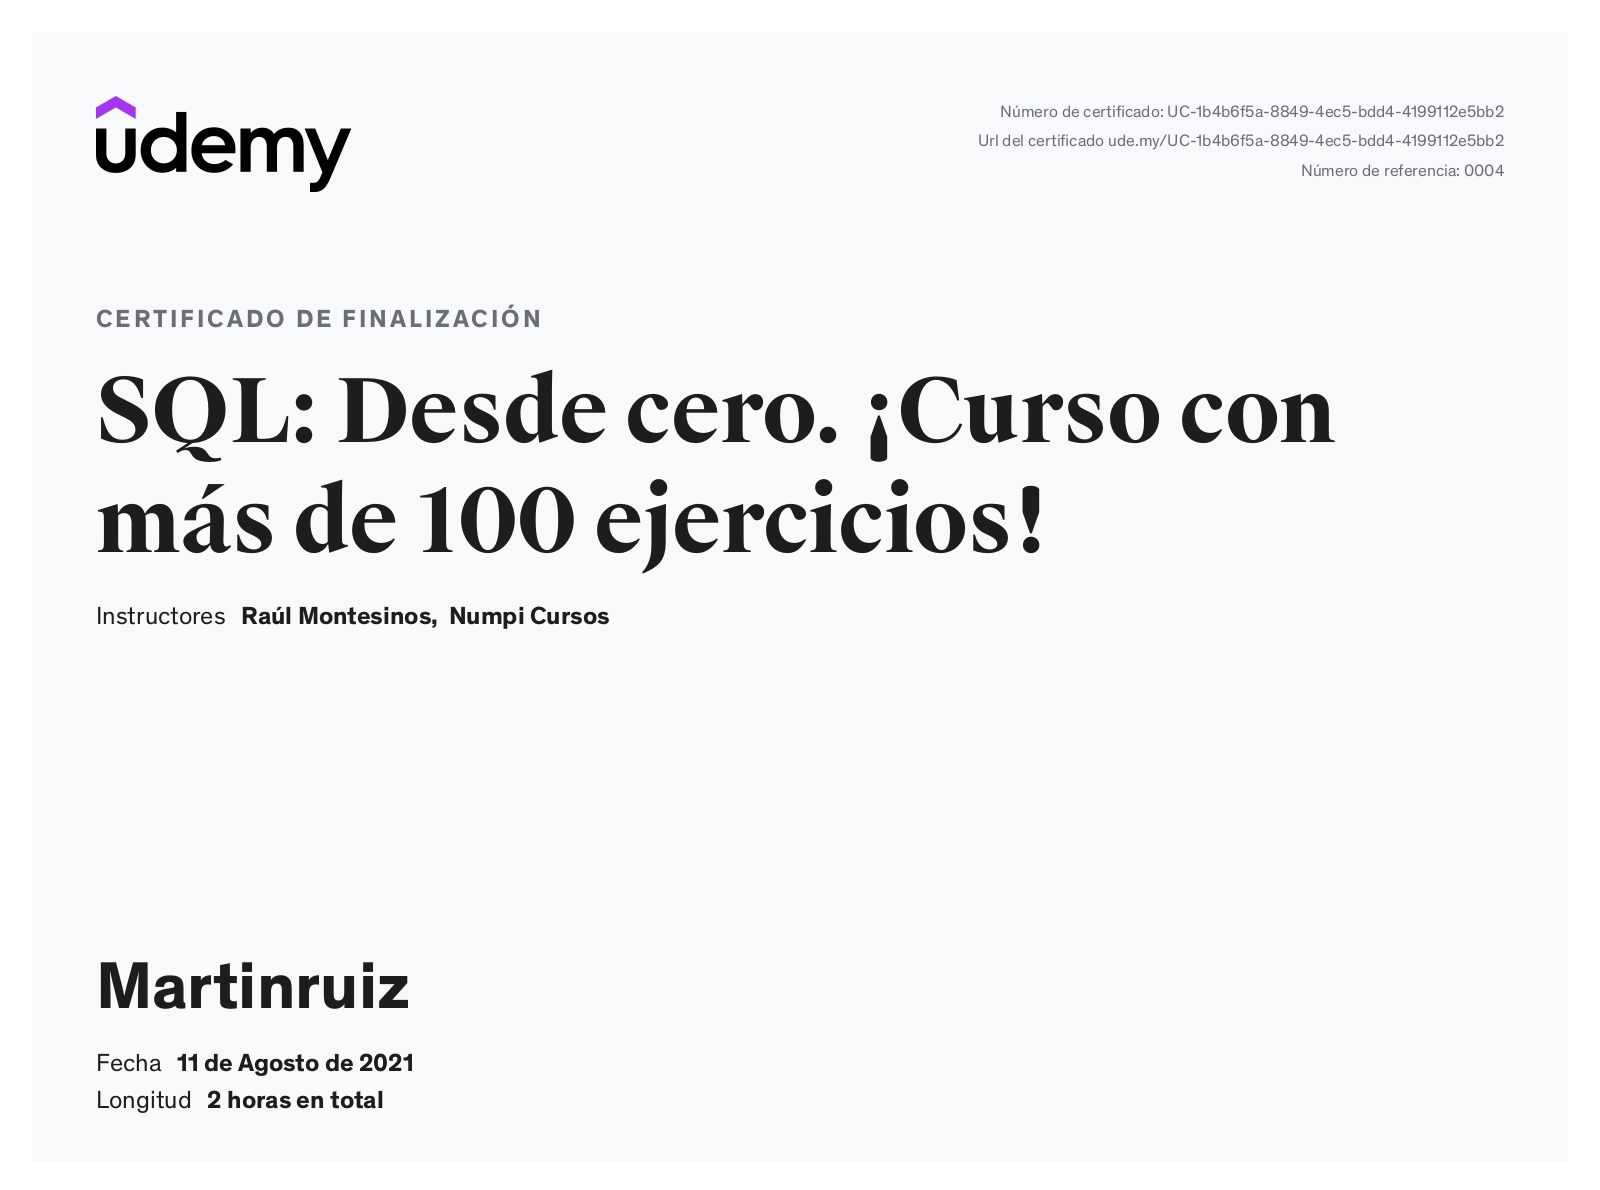 udemy
Número de certificado: UC-1b4b6f5a-8849-4ec5-bdd4-4199112e5bb2
Url del certificado ude.my/UC-1b4b6f5a-8849-4ec5-bdd4-4199112e5bb2
Número de referencia: 0004
CERTIFICADO DE FINALIZACIÓN
SQL: Desde cero. ¡Curso con
más de 100 ejercicios!
Instructores Raúl Montesinos, Numpi Cursos
Martinruiz
Fecha 11 de Agosto de 2021
Longitud 2 horas en total